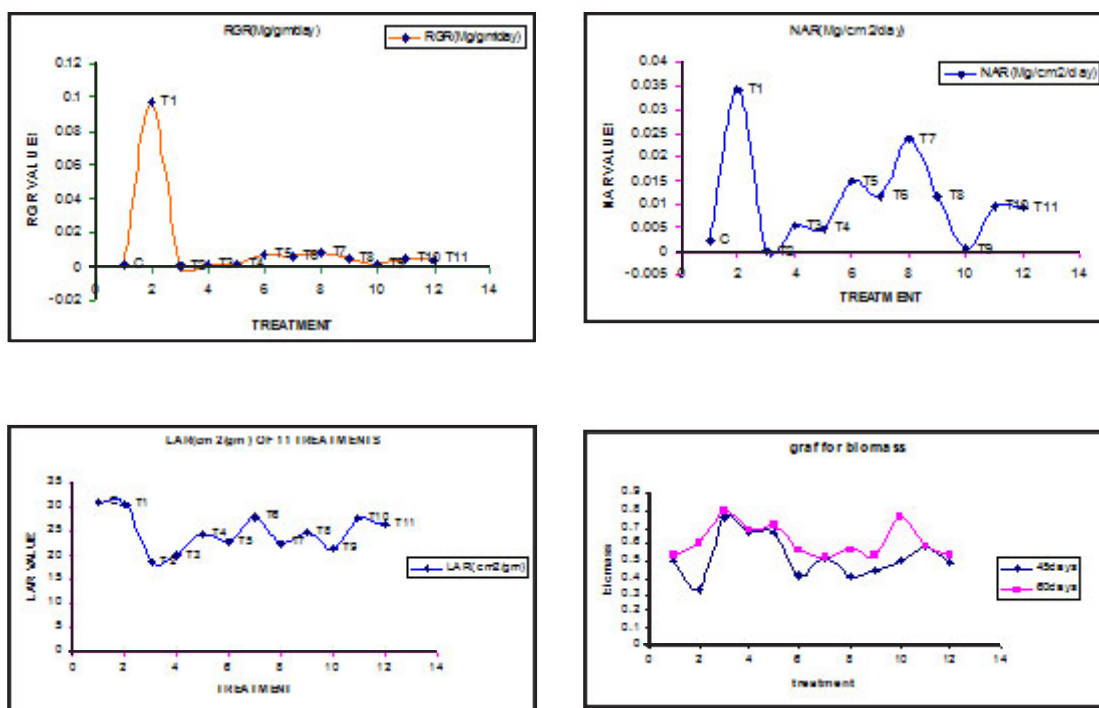 RGR(Mg/gm/day)
RGR(Mg/gm/day)
0.12
0.1
0.08
0.06
0.04
0.02
0
-0.02
RGR VALUE!
C
T1
T2
T3
T4
T5
T6
T7
T8
T10
T11
0
2
4
6
8
10
12
14
TREATMENT
NAR(Mg/cm2/day)
NAR(Mg/cm2/day)
0.04
0.035
0.03
0.025
0.02
0.015
0.01
0.005
0
-0.005
NAR VALUE!
C
T1
T2
T3
T4
T5
T6
T7
T8
T9
T10
T11
0
2
4
6
8
10
12
14
TREATMENT
LAR(cm2/gm) OF 11 TREATMENTS
35
30
25
20
15
10
5
0
LAR VALUE
C
T1
T3
T4
T5
T6
T7
T8
T9
T10
T11
LAR(cm2/gm)
0
2
4
6
8
10
12
14
TREATMENT
graf for biomass
0.9
0.8
0.7
0.6
0.5
0.4
0.3
0.2
0.1
0
biomass
45days
60days
0
2
4
6
8
10
12
14
treatment